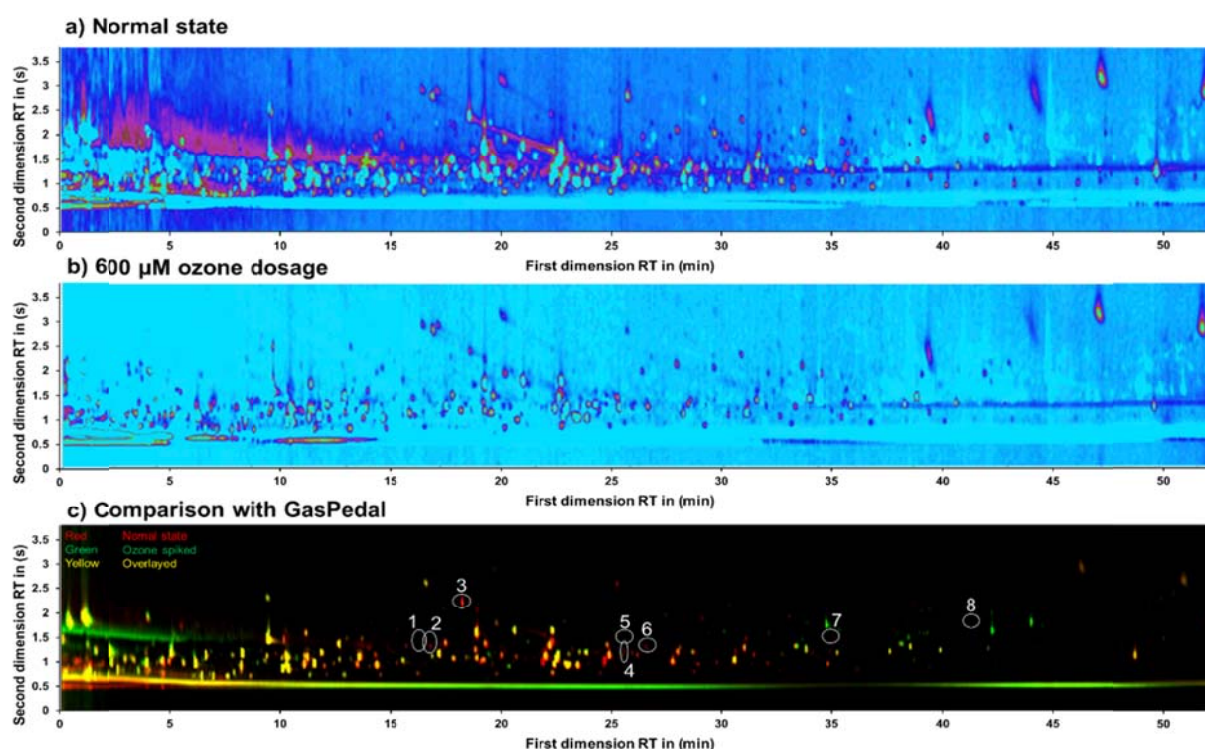 a) Normal state
Second dimension RT in (s)
3.5
3
2.5
2
1.5
1
0.5
0
0 5 10 15 20 25 30 35 40 45 50
First dimension RT in (min)
b) 600 µM ozone dosage
Second dimension RT in (s)
3.5
3
2.5
2
1.5
1
0.5
0
0 5 10 15 20 25 30 35 40 45 50
First dimension RT in (min)
c) Comparison with GasPedal
Second dimension RT in (s)
3.5
3
2.5
2
1.5
1
0.5
0
Red Nomal state
Green Ozone spiked
Yellow Overlayed
1 2 3 4 5 6 7 8
0 5 10 15 20 25 30 35 40 45 50
First dimension RT in (min)